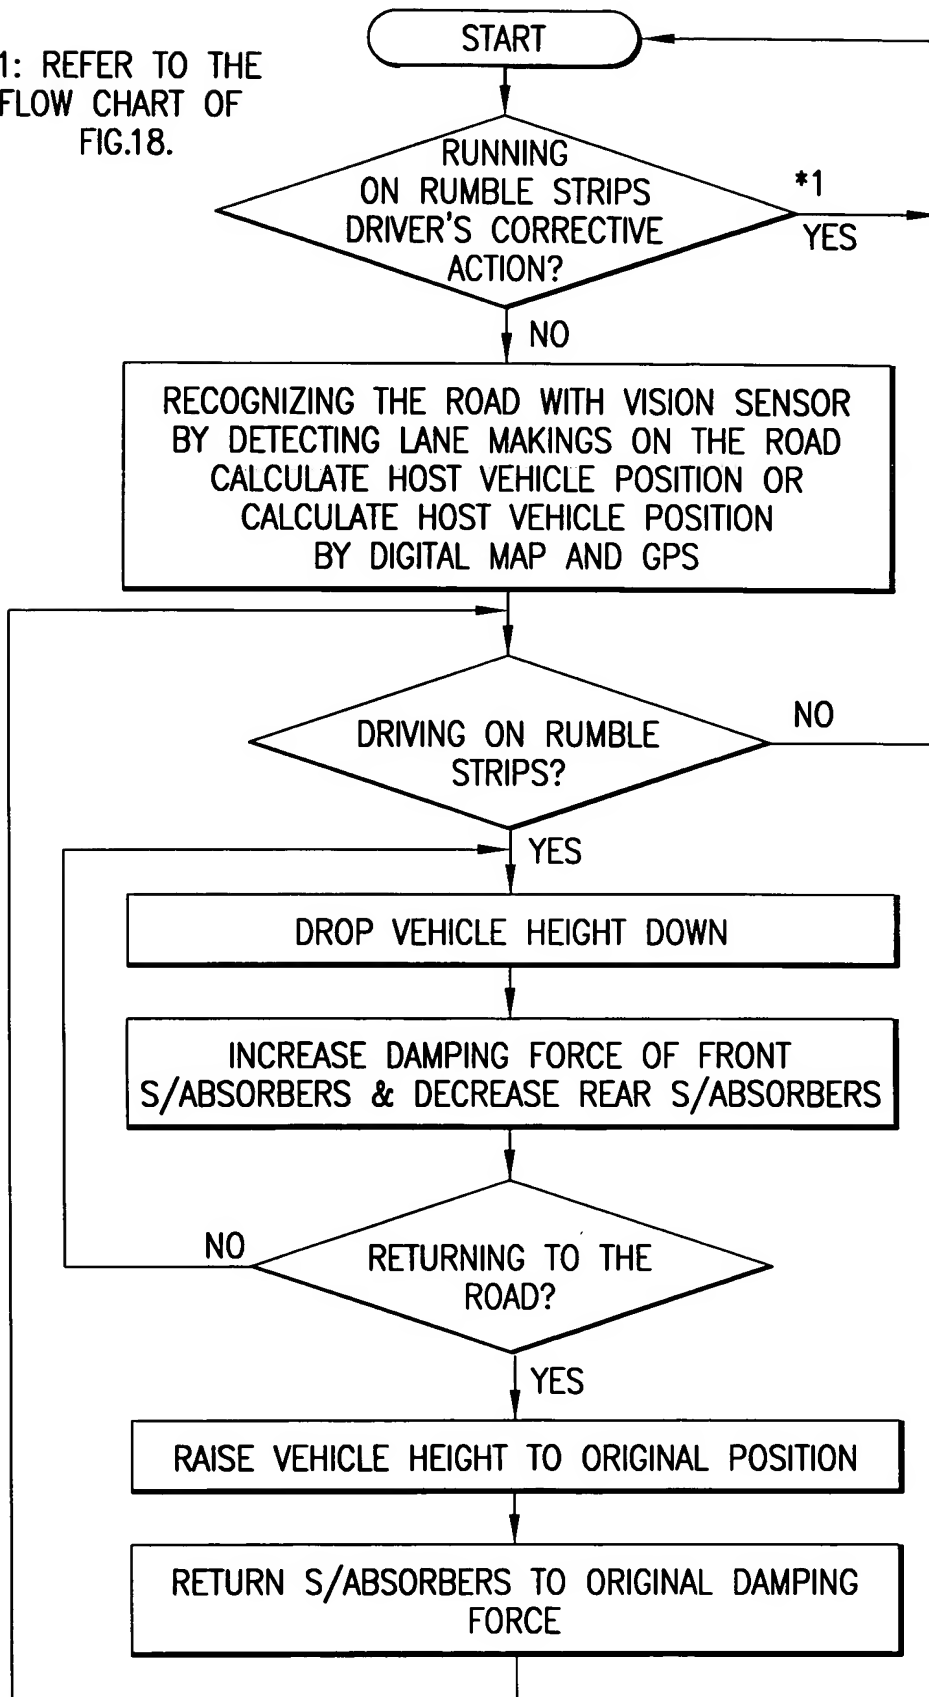 START
1: REFER TO THE
FLOW CHART OF
FIG.18.
RUNNING
ON RUMBLE STRIPS
DRIVER'S CORRECTIVE
ACTION?
*1
YES
NO
RECOGNIZING THE ROAD WITH VISION SENSOR
BY DETECTING LANE MAKINGS ON THE ROAD
CALCULATE HOST VEHICLE POSITION OR
CALCULATE HOST VEHICLE POSITION
BY DIGITAL MAP AND GPS
DRIVING ON RUMBLE
STRIPS?
NO
YES
DROP VEHICLE HEIGHT DOWN
INCREASE DAMPING FORCE OF FRONT
S/ABSORBERS & DECREASE REAR S/ABSORBERS
RETURNING TO THE
ROAD?
NO
YES
RAISE VEHICLE HEIGHT TO ORIGINAL POSITION
RETURN S/ABSORBERS TO ORIGINAL DAMPING
FORCE